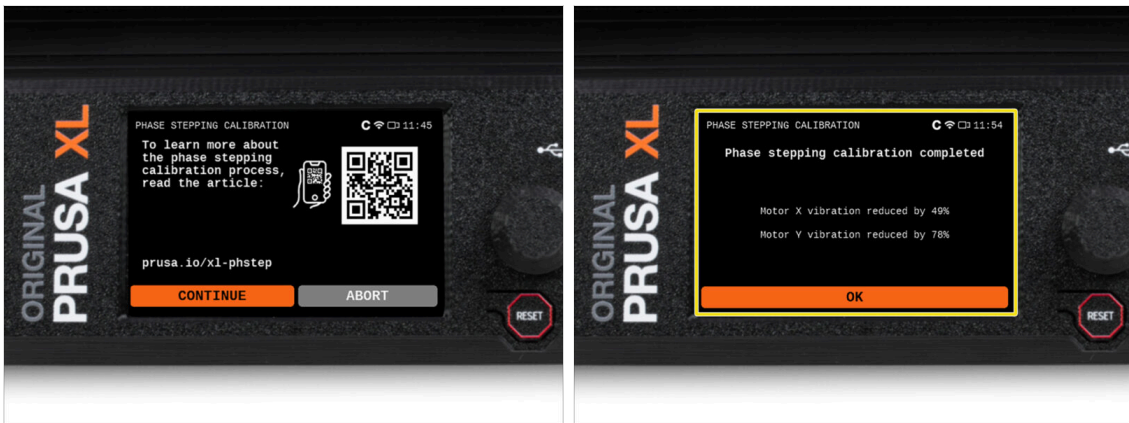 ORIGINAL
PRUSA XL
PHASE STEPPING CALIBRATION
C 11:45
To learn more about
the phase stepping
calibration process,
read the article:
prusa.io/xl-phstep
CONTINUE
ABORT
RESET
ORIGINAL
PRUSA XL
PHASE STEPPING CALIBRATION
C 11:54
Phase stepping calibration completed
Motor X vibration reduced by 49%
Motor Y vibration reduced by 78%
OK
RESET